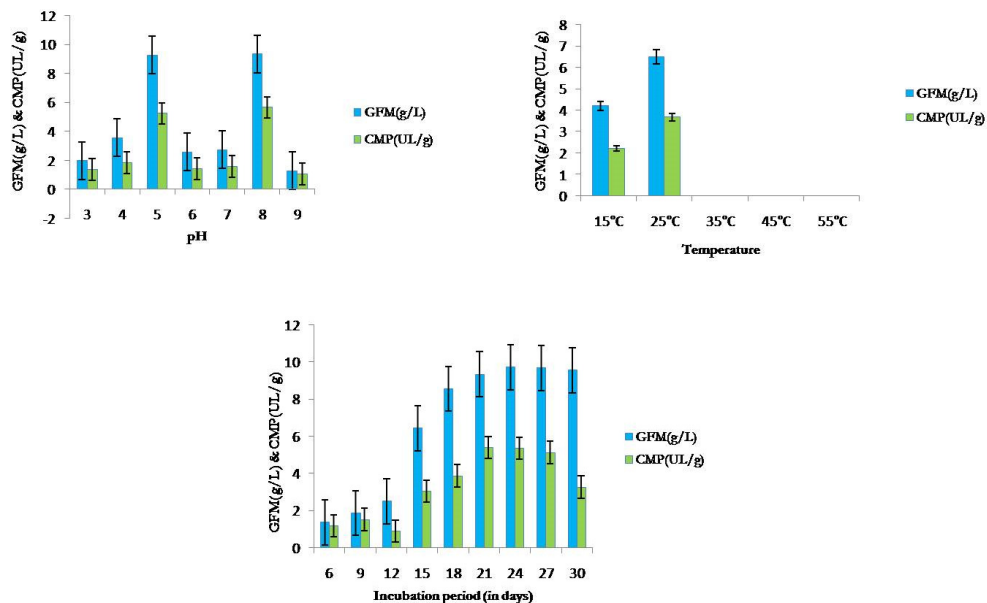 GFM(g/L) & CMP(UL/g)
12
10
8
6
4
2
0
-2
3 4 5 6 7 8 9
pH
GFM(g/L)
CMP(UL/g)
GFM(g/L) & CMP(UL/g)
8
7
6
5
4
3
2
1
0
15°C 25°C 35°C 45°C 55°C
Temperature
GFM(g/L)
CMP(UL/g)
GFM(g/L) & CMP(UL/g)
12
10
8
6
4
2
0
6 9 12 15 18 21 24 27 30
Incubation period (in days)
GFM(g/L)
CMP(UL/g)